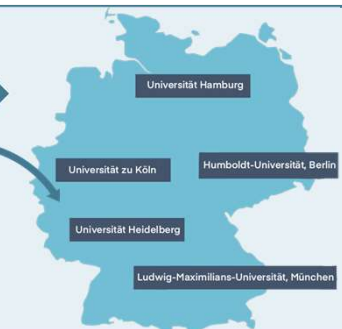 Universität Hamburg
Universität zu Köln
Humboldt-Universität, Berlin
Universität Heidelberg
Ludwig-Maximilians-Universität, München